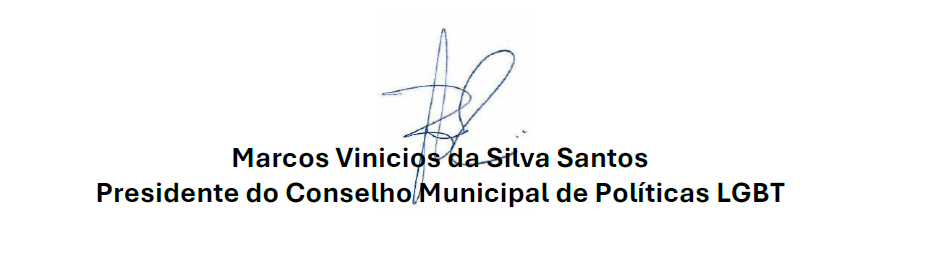 Marcos Vinicios da Silva Santos
Presidente do Conselho Municipal de Políticas LGBT